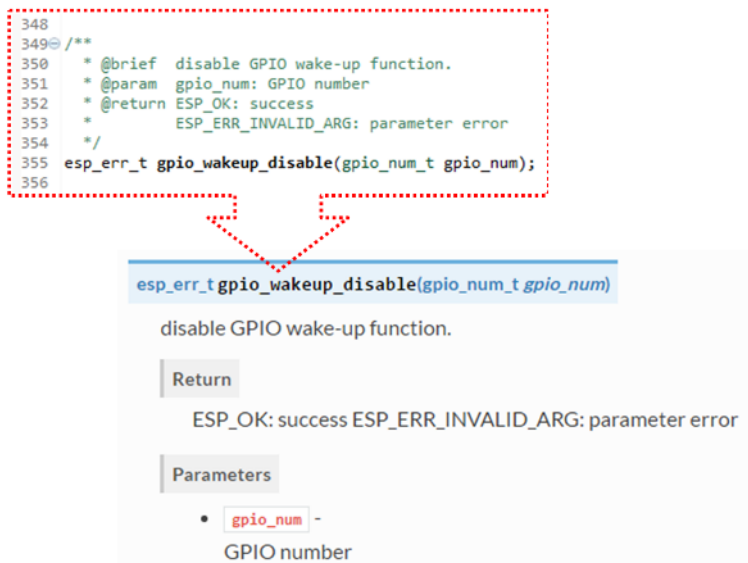 348
349 /**
350 * @brief disable GPIO wake-up function.
351 * @param gpio_num: GPIO number
352 * @return ESP_OK: success
353 * ESP_ERR_INVALID_ARG: parameter error
354 */
355 esp_err_t gpio_wakeup_disable(gpio_num_t gpio_num);
356
esp_err_t gpio_wakeup_disable(gpio_num_t gpio_num)
disable GPIO wake-up function.
Return
ESP_OK: success ESP_ERR_INVALID_ARG: parameter error
Parameters
• gpio_num -
GPIO number